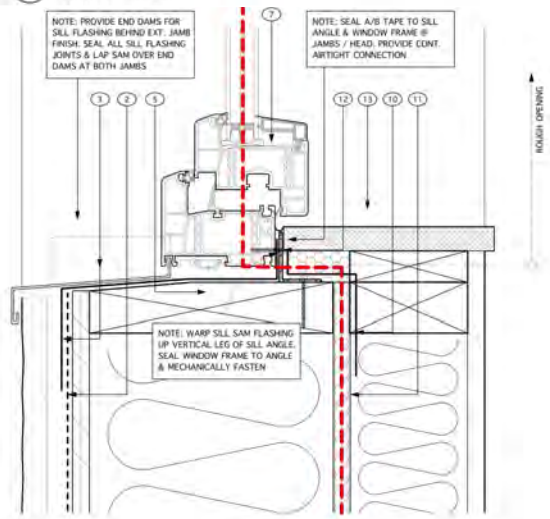 NOTE: PROVIDE END DAMS FOR
SILL FLASHING BEHIND EXT. JAMB
FINISH. SEAL ALL SILL FLASHING
JOINTS & LAP SAM OVER END
DAMS AT BOTH JAMBS
7
NOTE: SEAL A/B TAPE TO SILL
ANGLE & WINDOW FRAME @
JAMBS / HEAD. PROVIDE CONT.
AIRTIGHT CONNECTION
3 2 5 12 13 10 11
ROUGH OPENING
NOTE: WARP SILL SAM FLASHING
UP VERTICAL LEG OF SILL ANGLE.
SEAL WINDOW FRAME TO ANGLE
& MECHANICALLY FASTEN